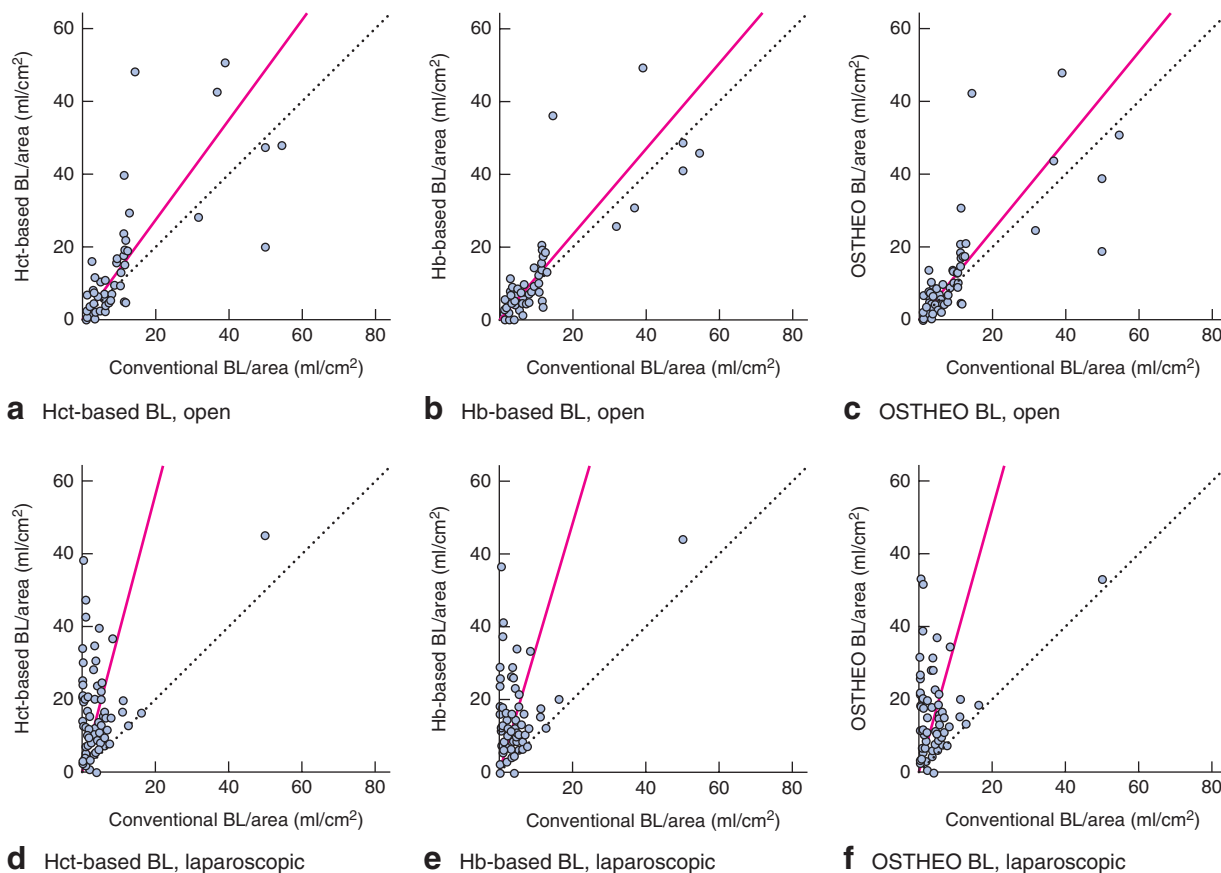 60
40
20
0
Hct-based BL/area (ml/cm²)
20 40 60 80
Conventional BL/area (ml/cm²)
a Hct-based BL, open
60
40
20
0
Hb-based BL/area (ml/cm²)
20 40 60 80
Conventional BL/area (ml/cm²)
b Hb-based BL, open
60
40
20
0
OSTHEO BL/area (ml/cm²)
20 40 60 80
Conventional BL/area (ml/cm²)
c OSTHEO BL, open
60
40
20
0
Hct-based BL/area (ml/cm²)
20 40 60 80
Conventional BL/area (ml/cm²)
d Hct-based BL, laparoscopic
60
40
20
0
Hb-based BL/area (ml/cm²)
20 40 60 80
Conventional BL/area (ml/cm²)
e Hb-based BL, laparoscopic
60
40
20
0
OSTHEO BL/area (ml/cm²)
20 40 60 80
Conventional BL/area (ml/cm²)
f OSTHEO BL, laparoscopic